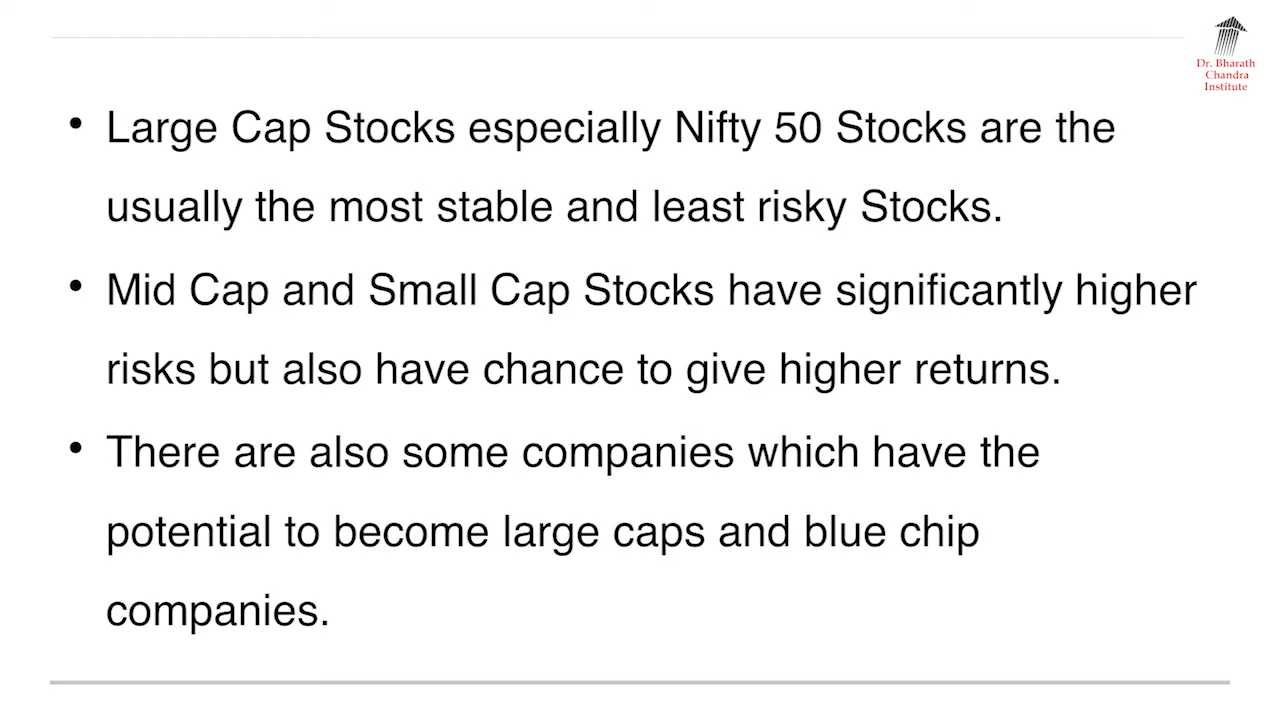 Dr. Bharath
Chandra
Institute
• Large Cap Stocks especially Nifty 50 Stocks are the
usually the most stable and least risky Stocks.
• Mid Cap and Small Cap Stocks have significantly higher
risks but also have chance to give higher returns.
• There are also some companies which have the
potential to become large caps and blue chip
companies.